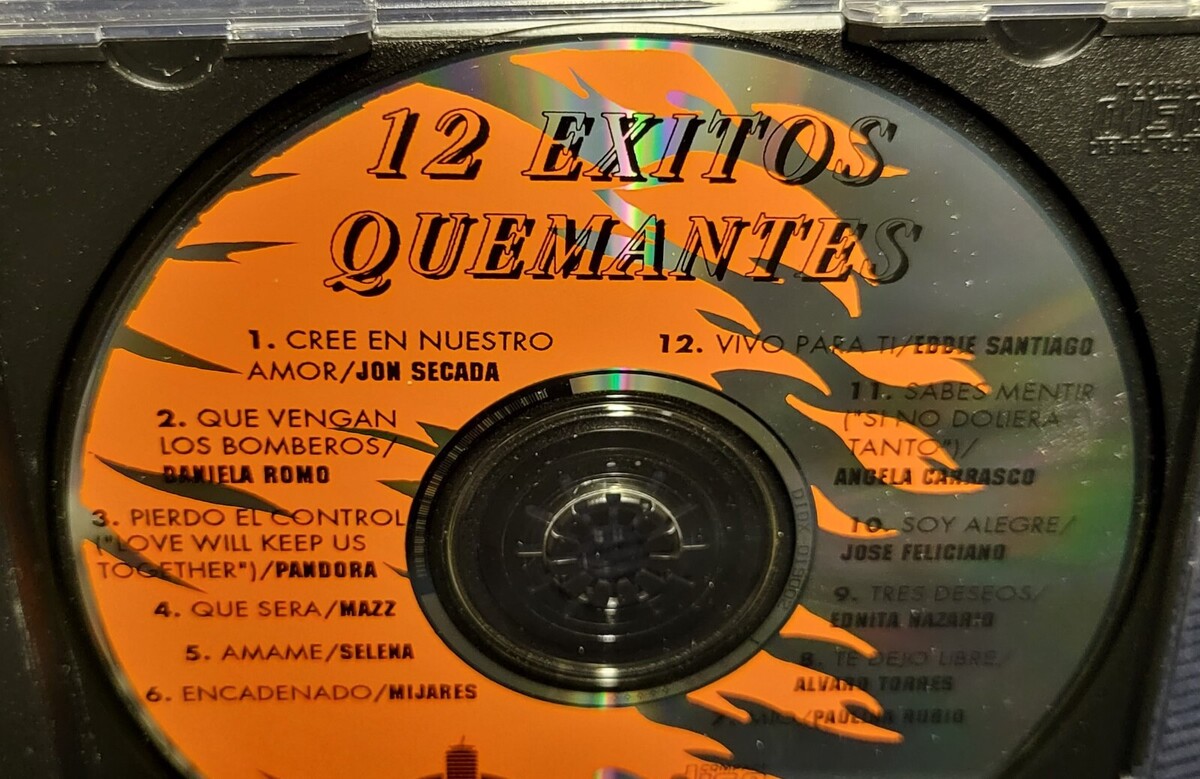 12 EXITOS
QUEMANTES
1. CREE EN NUESTRO
AMOR/JON SECADA
2. QUE VENGAN
LOS BOMBEROS/
DANIELA ROMO
3. PIERDO EL CONTROL
("LOVE WILL KEEP US
TOGETHER")/PANDORA
4. QUE SERA/MAZZ
5. AMAME/SELENA
6. ENCADENADO/MIJARES
12. VIVO PARA TI/EDDIE SANTIAGO
11. SABES MENTIR
("SI NO DOLIERA
TANTO")/
ANGELA CARRASCO
10. SOY ALEGRE/
JOSE FELICIANO
9. TRES DESEOS/
EDNITA NAZARIO
8. TE DEJO LIBRE/
ALVARO TORRES
7. MIO/PAULINA RUBIO